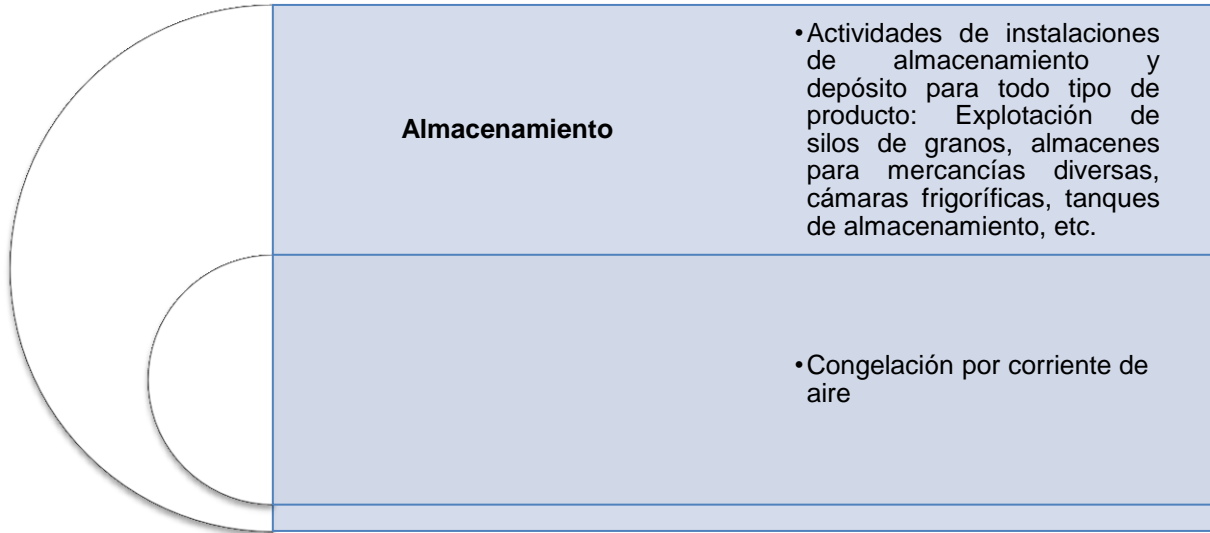 Almacenamiento
•Actividades de instalaciones
de almacenamiento y
depósito para todo tipo de
producto: Explotación de
silos de granos, almacenes
para mercancías diversas,
cámaras frigoríficas, tanques
de almacenamiento, etc.
•Congelación por corriente de
aire